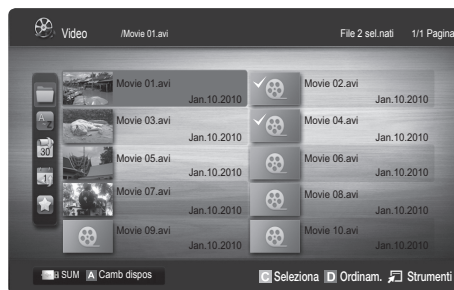 Video /Movie 01.avi File 2 sel.nati 1/1 Pagina
Movie 01.avi Movie 02.avi
Jan.10.2010 Jan.10.2010
Movie 03.avi Movie 04.avi
Jan.10.2010 Jan.10.2010
Movie 05.avi Movie 06.avi
Jan.10.2010 Jan.10.2010
Movie 07.avi Movie 08.avi
Jan.10.2010 Jan.10.2010
Movie 09.avi Movie 10.avi
Jan.10.2010 Jan.10.2010
SUM A Camb dispos C Seleziona D Ordinam. Strumenti